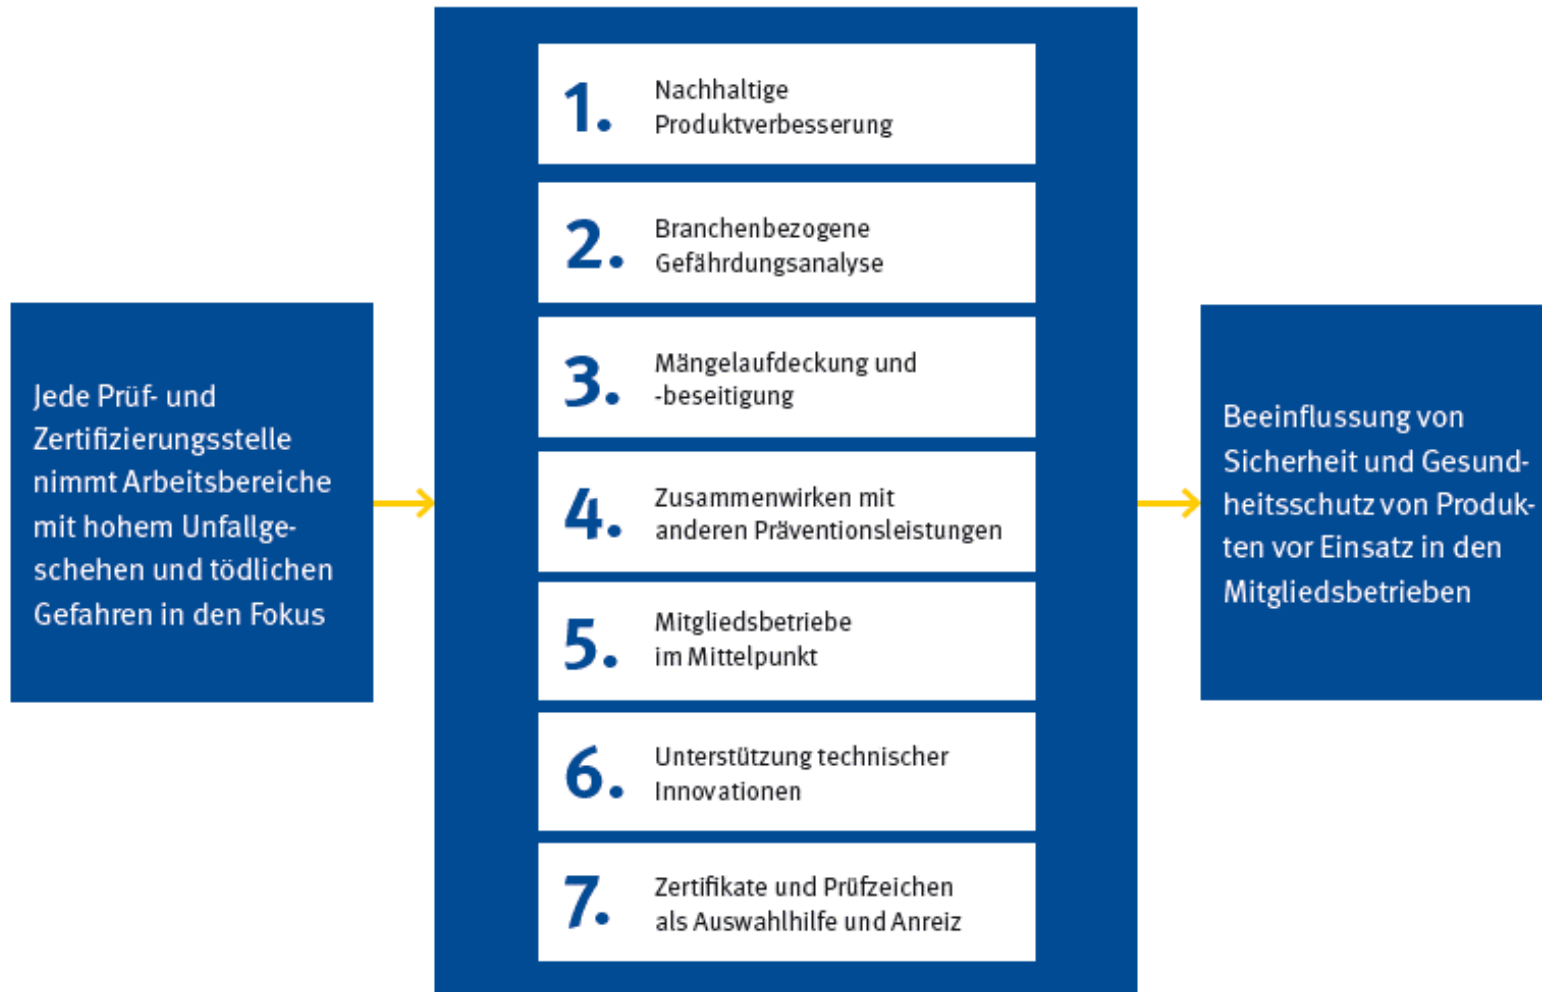 Jede Prüf- und
Zertifizierungsstelle
nimmt Arbeitsbereiche
mit hohem Unfallge-
schehen und tödlichen
Gefahren in den Fokus
1.
Nachhaltige
Produktverbesserung
2.
Branchenbezogene
Gefährdungsanalyse
3.
Mängelaufdeckung und
-beseitigung
4.
Zusammenwirken mit
anderen Präventionsleistungen
5.
Mitgliedsbetriebe
im Mittelpunkt
6.
Unterstützung technischer
Innovationen
7.
Zertifikate und Prüfzeichen
als Auswahlhilfe und Anreiz
Beeinflussung von
Sicherheit und Gesund-
heitsschutz von Produk-
ten vor Einsatz in den
Mitgliedsbetrieben